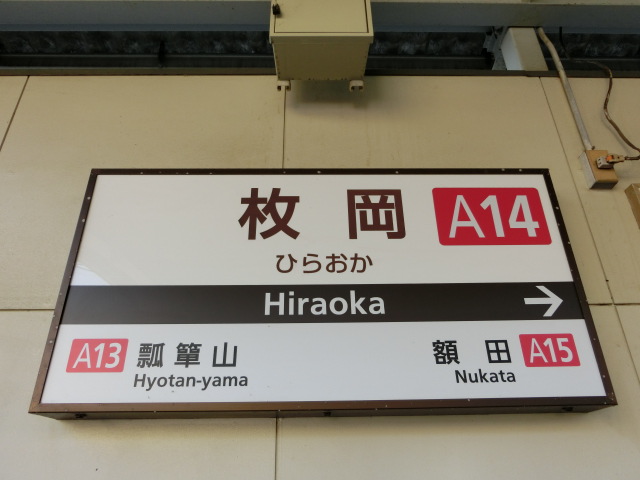 枚岡 A14
ひらおか
Hiraoka
A13 瓢箪山
Hyotan-yama
額田 A15
Nukata